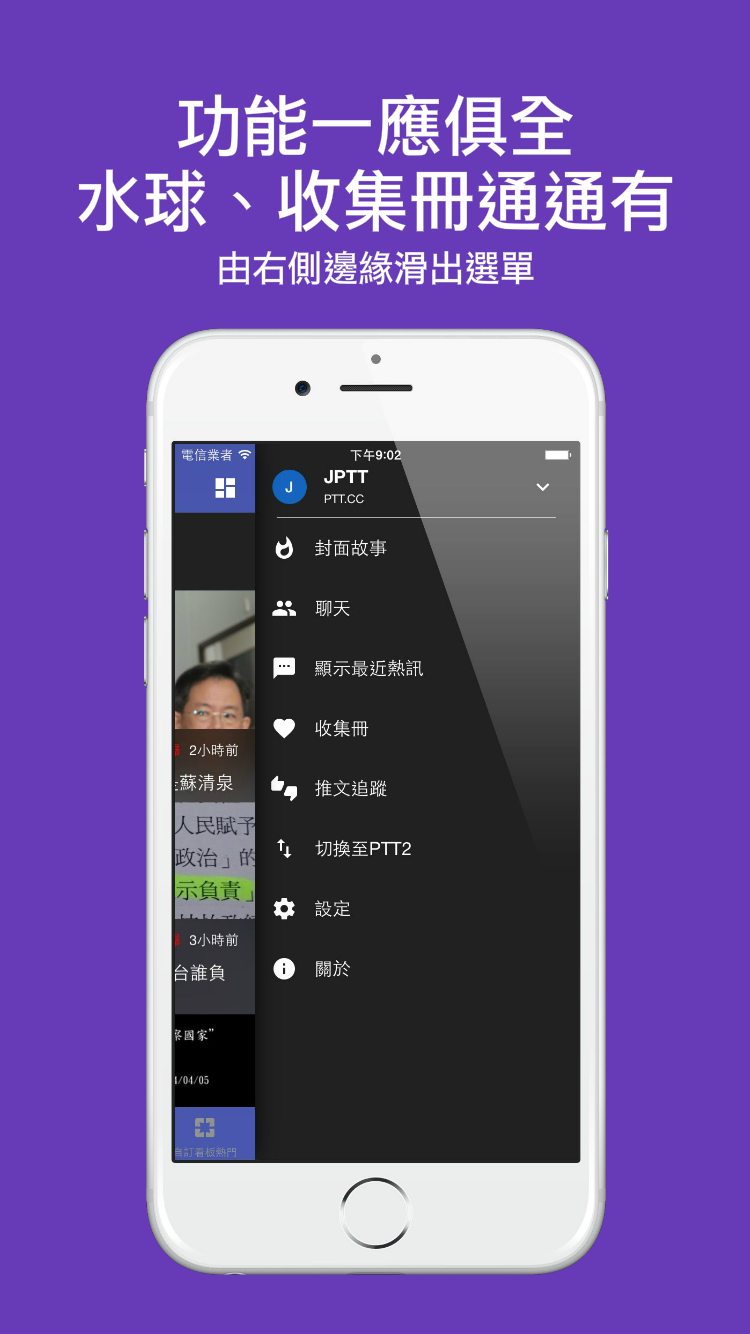 功能一應俱全
水球、收集冊通通有
由右側邊緣滑出選單
電信業者
下午9:02
J
JPTT
PTT.CC
封面故事
聊天
顯示最近熱訊
收集冊
推文追蹤
切換至PTT2
設定
關於
2小時前
蘇清泉
人民賦予
政治」的
示負責」
3小時前
台誰負
國家”
/04/05
自訂看板熱門